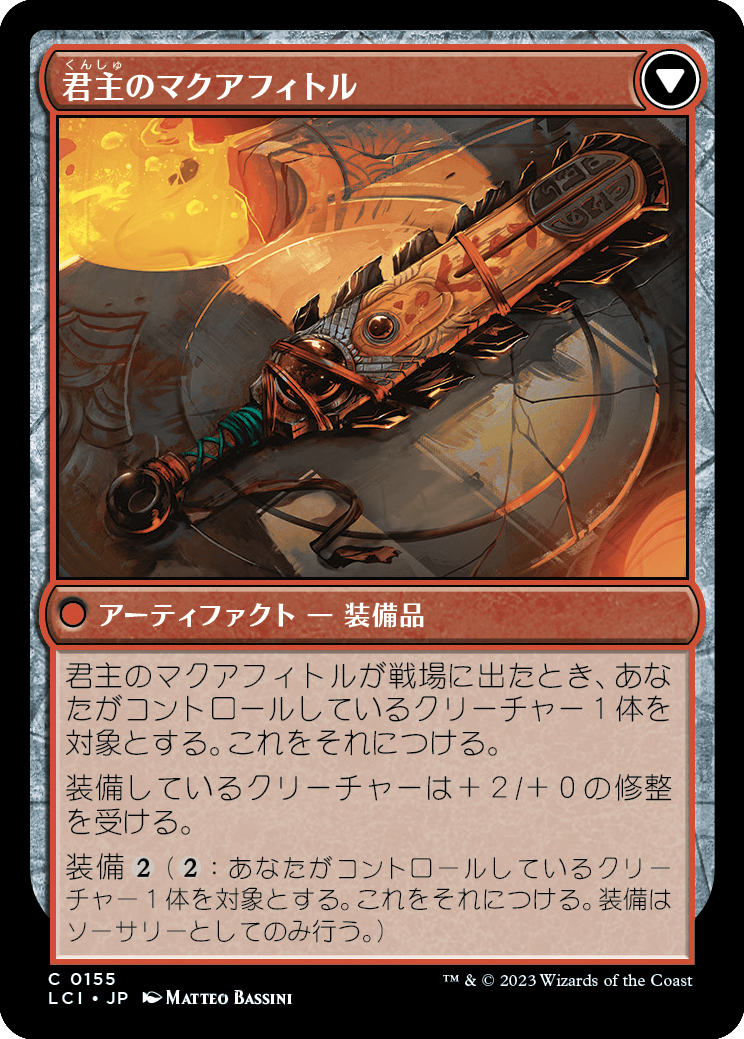 くんしゅ
君主のマクアフィトル
アーティファクト — 装備品
君主のマクアフィトルが戦場に出たとき、あな
たがコントロールしているクリーチャー１体を
対象とする。これをそれにつける。
装備しているクリーチャーは＋２/＋０の修整
を受ける。
装備 2（ 2：あなたがコントロールしているクリー
チャー１体を対象とする。これをそれにつける。装備は
ソーサリーとしてのみ行う。）
C 0155
LCI • JP MATTEO BASSINI
™ & © 2023 Wizards of the Coast